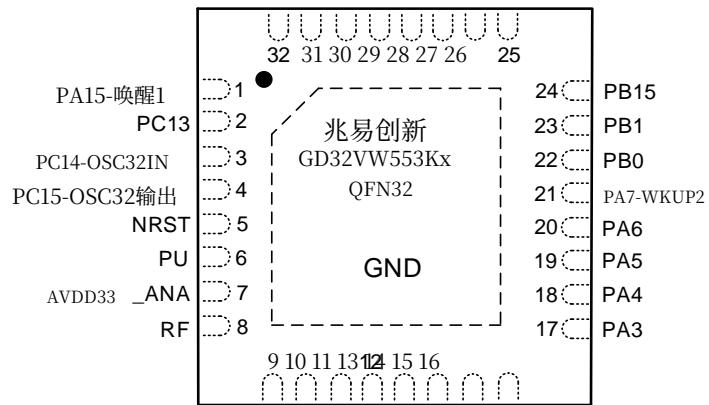 32 31 30 29 28 27 26 25
PA15-唤醒1 1
PC13 2
PC14-OSC32IN 3
PC15-OSC32输出 4
NRST 5
PU 6
AVDD33 _ANA 7
RF 8
兆易创新
GD32VW553Kx
QFN32
GND
24 PB15
23 PB1
22 PB0
21 PA7-WKUP2
20 PA6
19 PA5
18 PA4
17 PA3
9 10 11 13 12 14 15 16